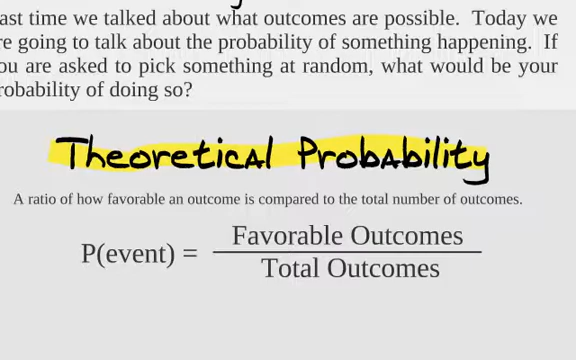 ast time we talked about what outcomes are possible. Today we
re going to talk about the probability of something happening. If
ou are asked to pick something at random, what would be your
robability of doing so?
Theoretical Probability
A ratio of how favorable an outcome is compared to the total number of outcomes.
P(event) = Favorable Outcomes
Total Outcomes